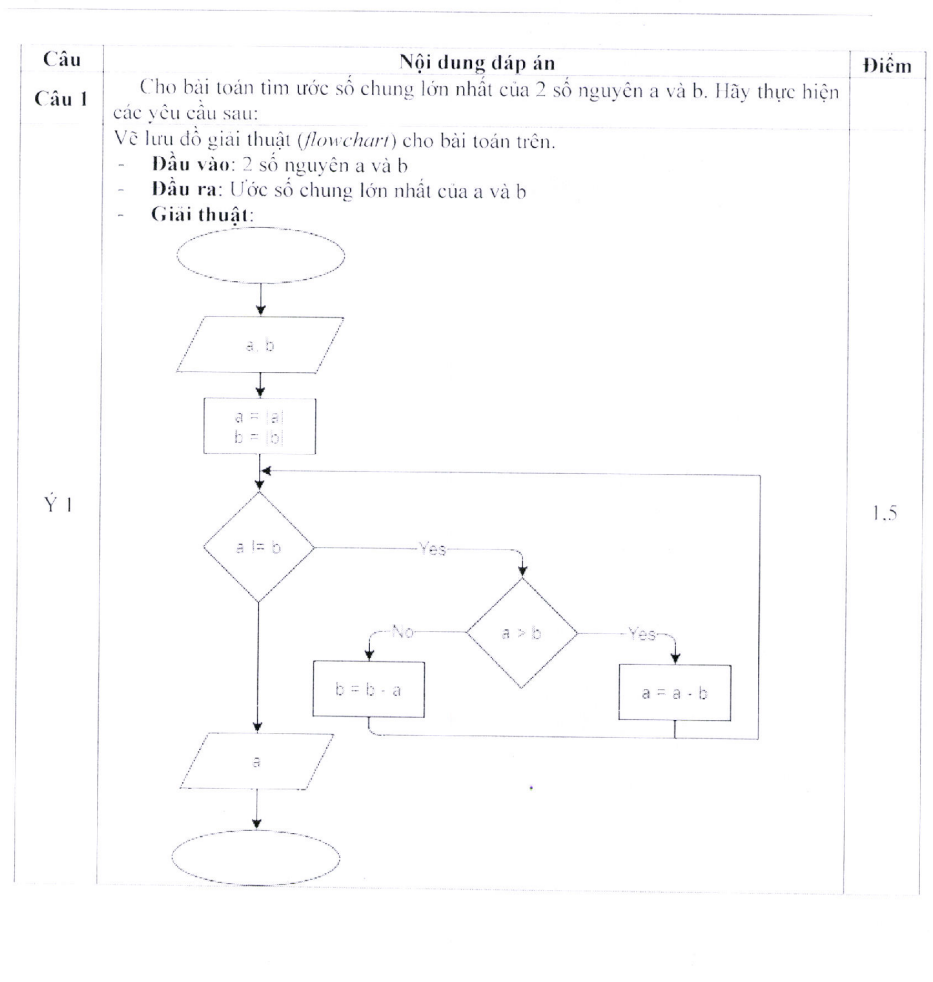 Câu Nội dung đáp án Điểm
Câu 1 Cho bài toán tìm ước số chung lớn nhất của 2 số nguyên a và b. Hãy thực hiện
các yêu cầu sau:
Vẽ lưu đồ giải thuật (flowchart) cho bài toán trên.
- Đầu vào: 2 số nguyên a và b
- Đầu ra: Ước số chung lớn nhất của a và b
- Giải thuật:
a, b
a = |a|
b = |b|
Ý 1
1.5
a != b
Yes
a > b
No
Yes
b = b - a
a = a - b
a